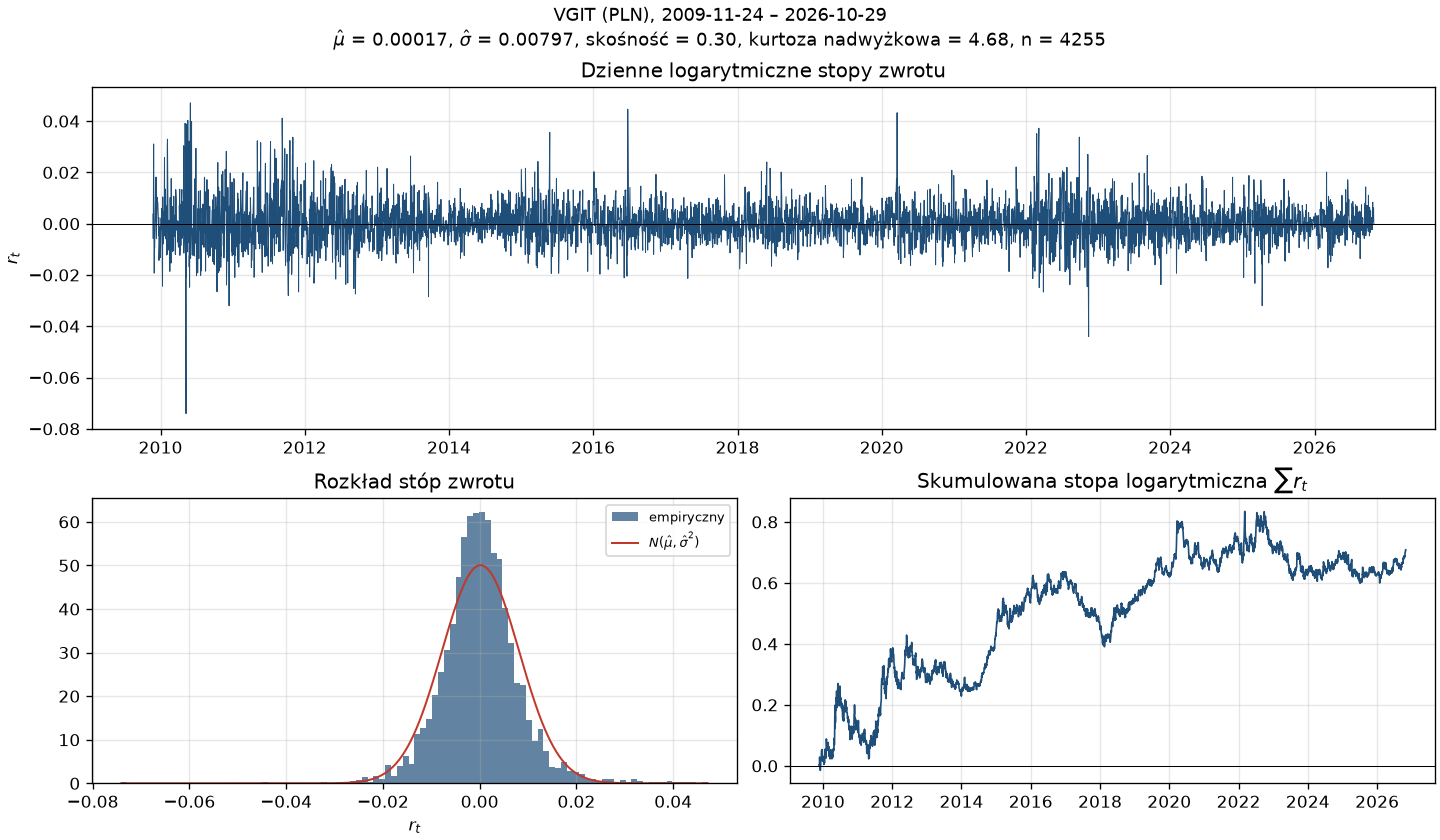 VGIT (PLN), 2009-11-24 – 2026-10-29
μ̂ = 0.00017, σ̂ = 0.00797, skośność = 0.30, kurtoza nadwyżkowa = 4.68, n = 4255
Dzienne logarytmiczne stopy zwrotu
0.04
0.02
0.00
−0.02
−0.04
−0.06
−0.08
r_t
2010 2012 2014 2016 2018 2020 2022 2024 2026
Rozkład stóp zwrotu
60
50
40
30
20
10
0
empiryczny
N(μ̂, σ̂²)
−0.08 −0.06 −0.04 −0.02 0.00 0.02 0.04
r_t
Skumulowana stopa logarytmiczna ∑r_t
0.8
0.6
0.4
0.2
0.0
2010 2012 2014 2016 2018 2020 2022 2024 2026